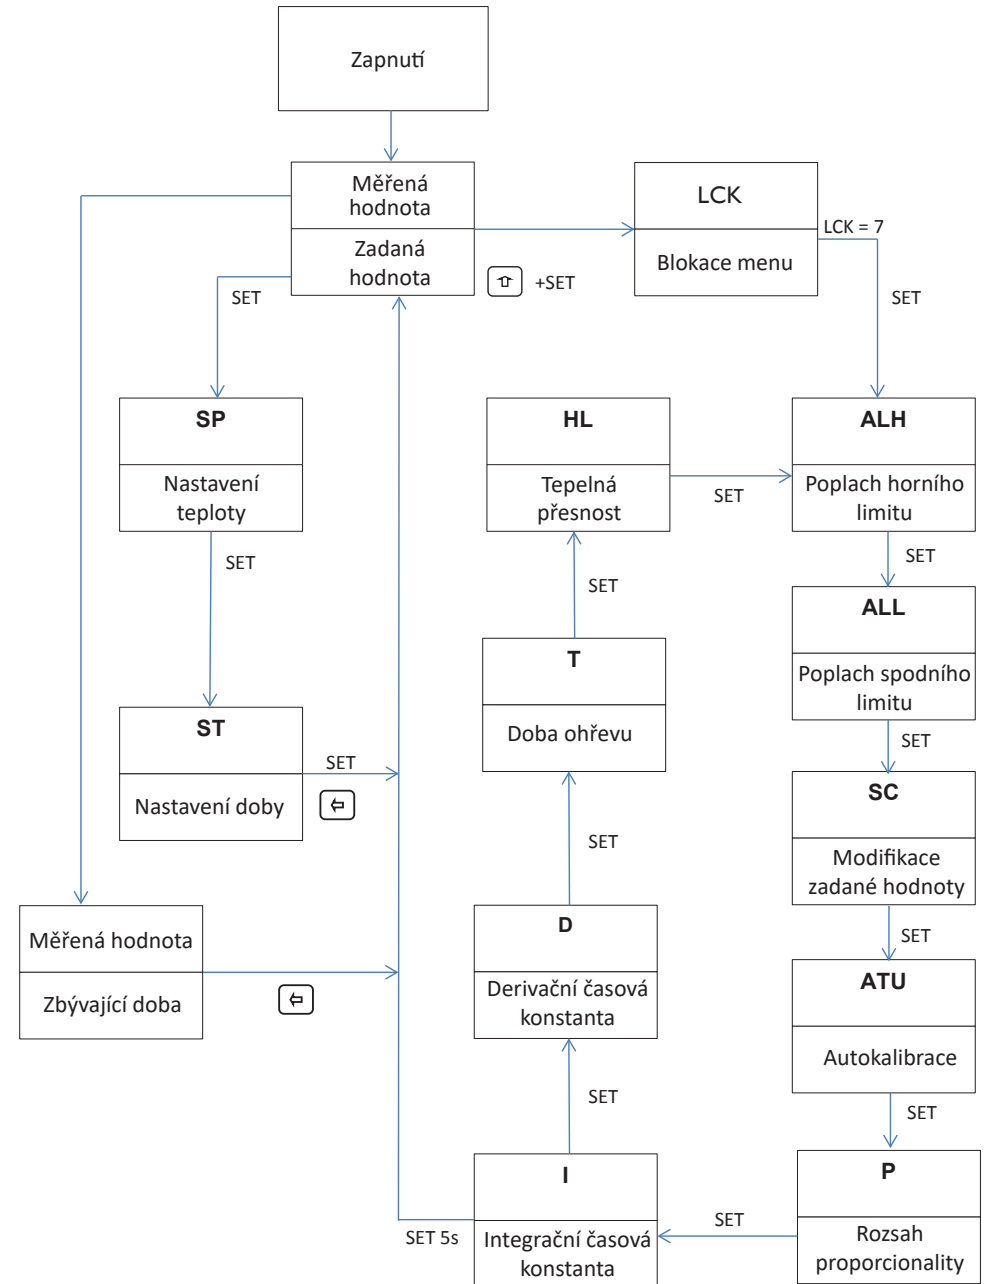 Zapnutí
Měřená
hodnota
Zadaná
hodnota
+SET
LCK
Blokace menu
LCK = 7
SET
SET
SP
Nastavení
teploty
HL
Tepelná
přesnost
SET
ALH
Poplach horního
limitu
SET
SET
SET
ALL
Poplach spodního
limitu
T
Doba ohřevu
ST
Nastavení doby
SET
SET
SC
Modifikace
zadané hodnoty
SET
Měřená hodnota
Zbývající doba
D
Derivační časová
konstanta
SET
ATU
Autokalibrace
SET
SET
P
Rozsah
proporcionality
SET
I
Integrační časová
konstanta
SET 5s